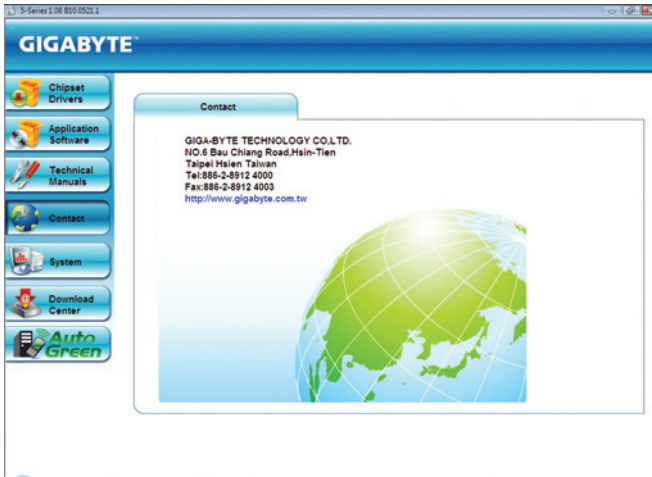 5-Series 1.08 B10.0521.1
GIGABYTE™
Chipset
Drivers
Application
Software
Technical
Manuals
Contact
System
Download
Center
Auto
Green
Contact
GIGA-BYTE TECHNOLOGY CO.,LTD.
NO.6 Bau Chiang Road,Hsin-Tien
Taipei Hsien Taiwan
Tel:886-2-8912 4000
Fax:886-2-8912 4003
http://www.gigabyte.com.tw